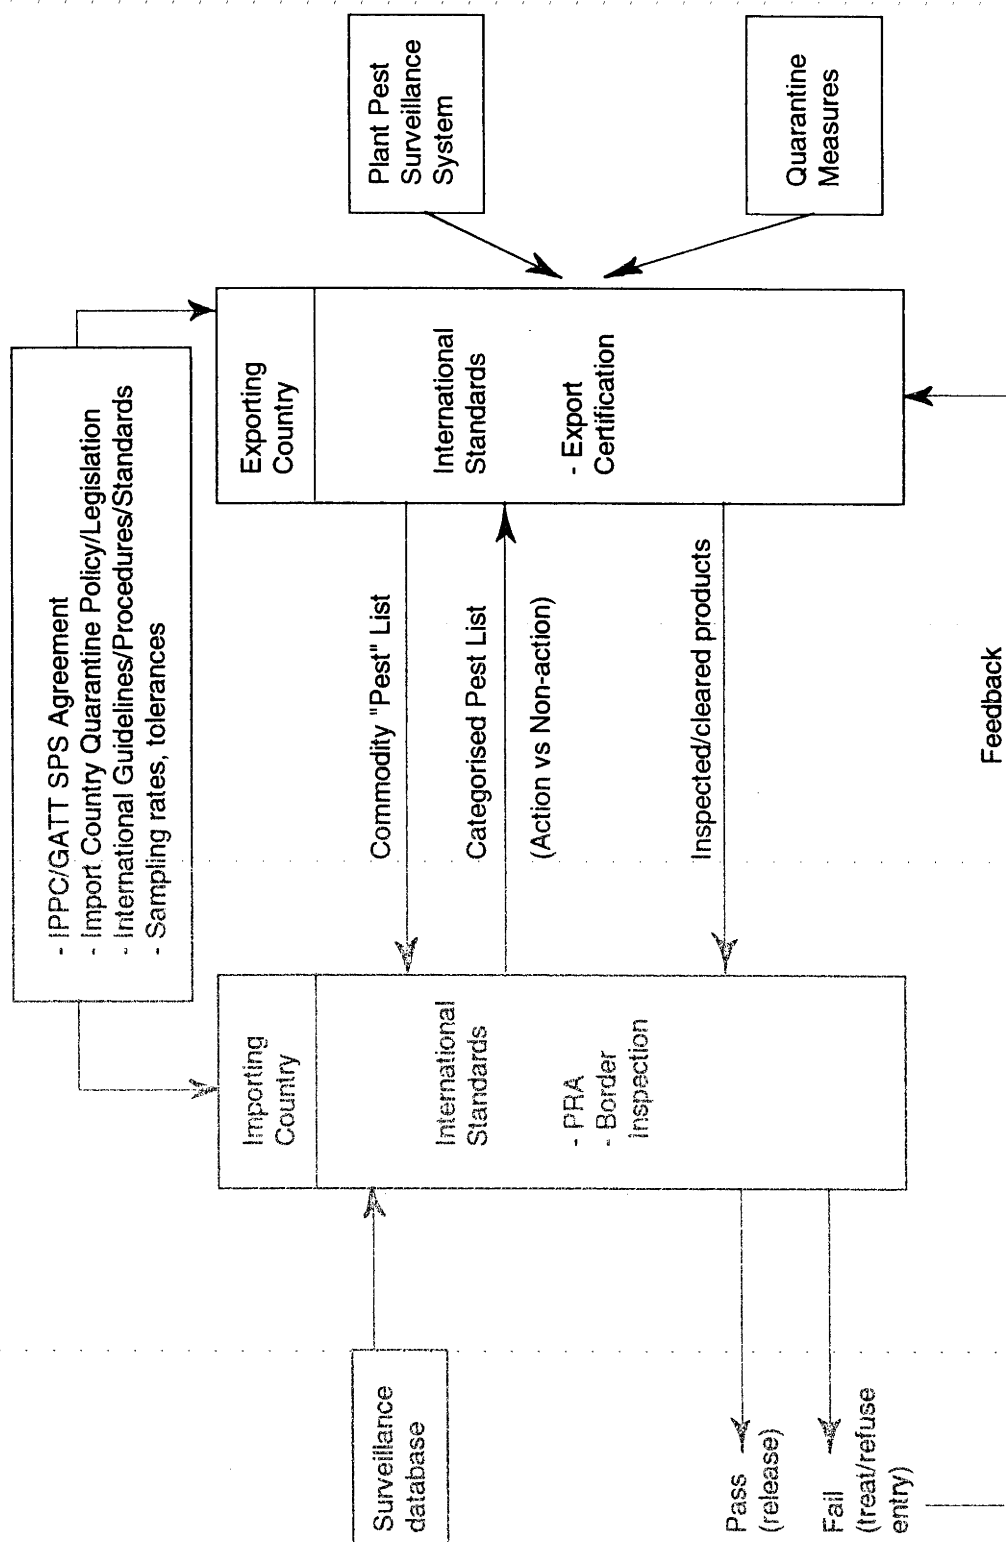 - IPPC/GATT SPS Agreement
- Import Country Quarantine Policy/Legislation
- International Guidelines/Procedures/Standards
- Sampling rates, tolerances
Importing
Country
International
Standards
- PRA
- Border
Inspection
Surveillance
database
Pass
(release)
Fail
(treat/refuse
entry)
Commodity "Pest" List
Categorised Pest List
(Action vs Non-action)
Inspected/cleared products
Feedback
Exporting
Country
International
Standards
- Export
Certification
Plant Pest
Surveillance
System
Quarantine
Measures